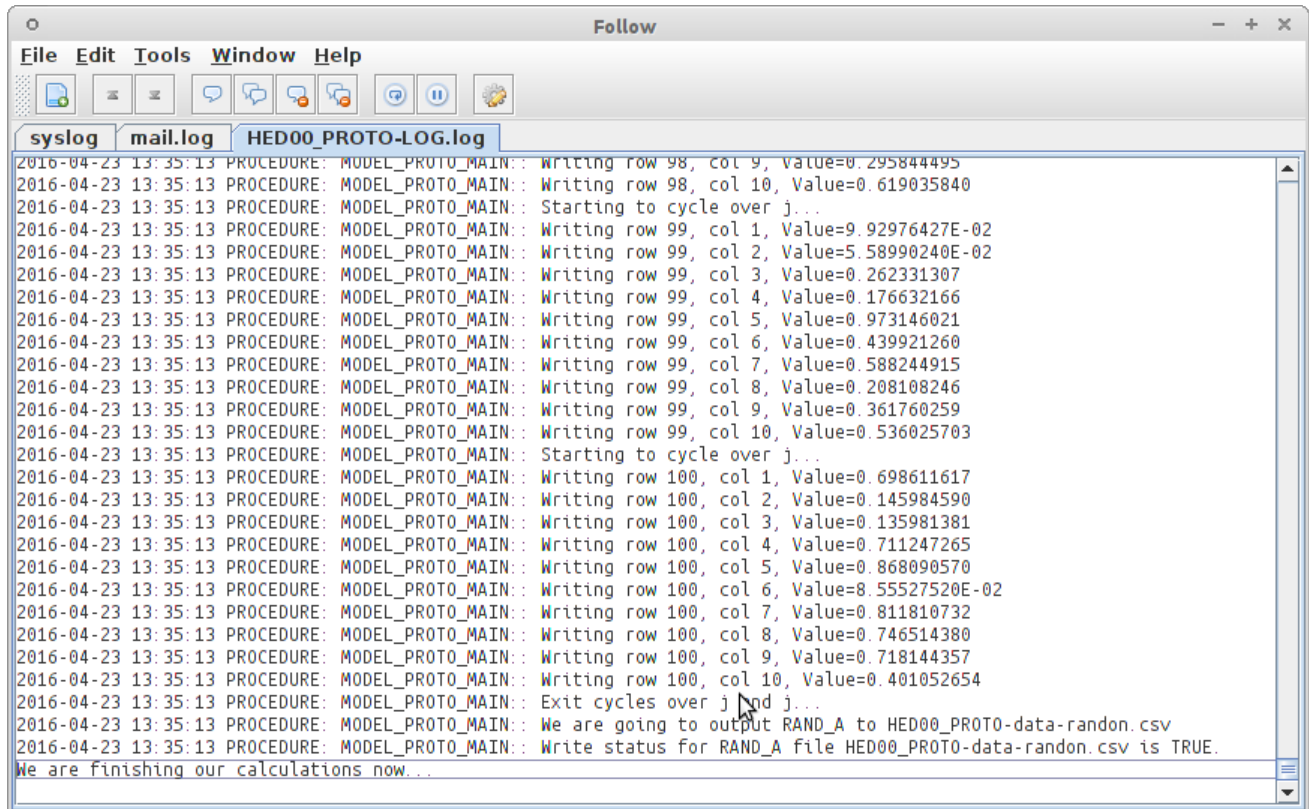 Follow
File Edit Tools Window Help
syslog mail.log HED00_PROTO-LOG.log
2016-04-23 13:35:13 PROCEDURE: MODEL_PROTO_MAIN:: Writing row 98, col 9, Value=0.295844495
2016-04-23 13:35:13 PROCEDURE: MODEL_PROTO_MAIN:: Writing row 98, col 10, Value=0.619035840
2016-04-23 13:35:13 PROCEDURE: MODEL_PROTO_MAIN:: Starting to cycle over j...
2016-04-23 13:35:13 PROCEDURE: MODEL_PROTO_MAIN:: Writing row 99, col 1, Value=9.92976427E-02
2016-04-23 13:35:13 PROCEDURE: MODEL_PROTO_MAIN:: Writing row 99, col 2, Value=5.58990240E-02
2016-04-23 13:35:13 PROCEDURE: MODEL_PROTO_MAIN:: Writing row 99, col 3, Value=0.262331307
2016-04-23 13:35:13 PROCEDURE: MODEL_PROTO_MAIN:: Writing row 99, col 4, Value=0.176632166
2016-04-23 13:35:13 PROCEDURE: MODEL_PROTO_MAIN:: Writing row 99, col 5, Value=0.973146021
2016-04-23 13:35:13 PROCEDURE: MODEL_PROTO_MAIN:: Writing row 99, col 6, Value=0.439921260
2016-04-23 13:35:13 PROCEDURE: MODEL_PROTO_MAIN:: Writing row 99, col 7, Value=0.588244915
2016-04-23 13:35:13 PROCEDURE: MODEL_PROTO_MAIN:: Writing row 99, col 8, Value=0.208108246
2016-04-23 13:35:13 PROCEDURE: MODEL_PROTO_MAIN:: Writing row 99, col 9, Value=0.361760259
2016-04-23 13:35:13 PROCEDURE: MODEL_PROTO_MAIN:: Writing row 99, col 10, Value=0.536025703
2016-04-23 13:35:13 PROCEDURE: MODEL_PROTO_MAIN:: Starting to cycle over j...
2016-04-23 13:35:13 PROCEDURE: MODEL_PROTO_MAIN:: Writing row 100, col 1, Value=0.698611617
2016-04-23 13:35:13 PROCEDURE: MODEL_PROTO_MAIN:: Writing row 100, col 2, Value=0.145984590
2016-04-23 13:35:13 PROCEDURE: MODEL_PROTO_MAIN:: Writing row 100, col 3, Value=0.135981381
2016-04-23 13:35:13 PROCEDURE: MODEL_PROTO_MAIN:: Writing row 100, col 4, Value=0.711247265
2016-04-23 13:35:13 PROCEDURE: MODEL_PROTO_MAIN:: Writing row 100, col 5, Value=0.868090570
2016-04-23 13:35:13 PROCEDURE: MODEL_PROTO_MAIN:: Writing row 100, col 6, Value=8.55527520E-02
2016-04-23 13:35:13 PROCEDURE: MODEL_PROTO_MAIN:: Writing row 100, col 7, Value=0.811810732
2016-04-23 13:35:13 PROCEDURE: MODEL_PROTO_MAIN:: Writing row 100, col 8, Value=0.746514380
2016-04-23 13:35:13 PROCEDURE: MODEL_PROTO_MAIN:: Writing row 100, col 9, Value=0.718144357
2016-04-23 13:35:13 PROCEDURE: MODEL_PROTO_MAIN:: Writing row 100, col 10, Value=0.401052654
2016-04-23 13:35:13 PROCEDURE: MODEL_PROTO_MAIN:: Exit cycles over j and j...
2016-04-23 13:35:13 PROCEDURE: MODEL_PROTO_MAIN:: We are going to output RAND_A to HED00_PROTO-data-randon.csv
2016-04-23 13:35:13 PROCEDURE: MODEL_PROTO_MAIN:: Write status for RAND_A file HED00_PROTO-data-randon.csv is TRUE.
We are finishing our calculations now...